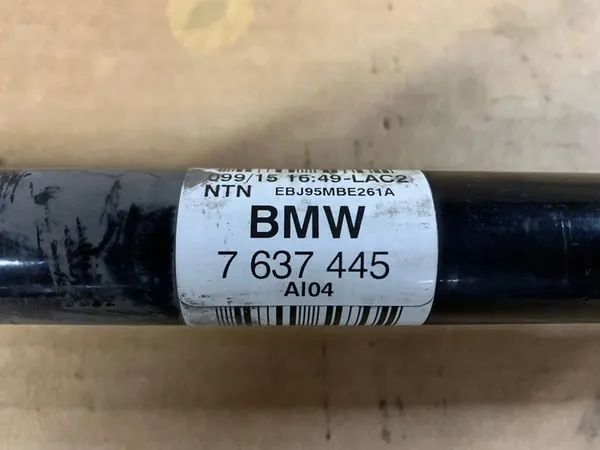 099/15 16:49-LAC2
NTN EBJ95MBE261A
BMW
7 637 445
AI04